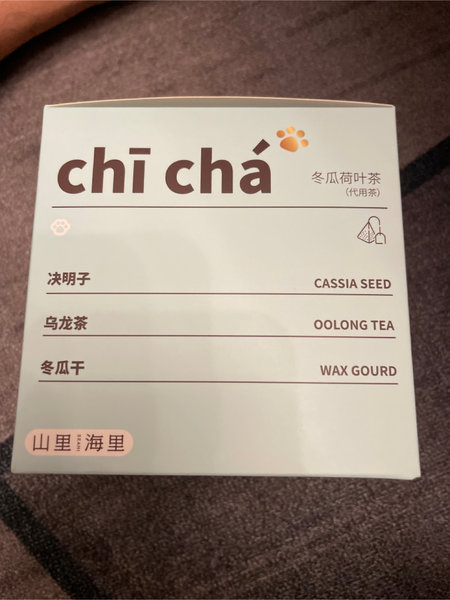 chī chá
冬瓜荷叶茶
(代用茶)
决明子 CASSIA SEED
乌龙茶 OOLONG TEA
冬瓜干 WAX GOURD
山里 海里